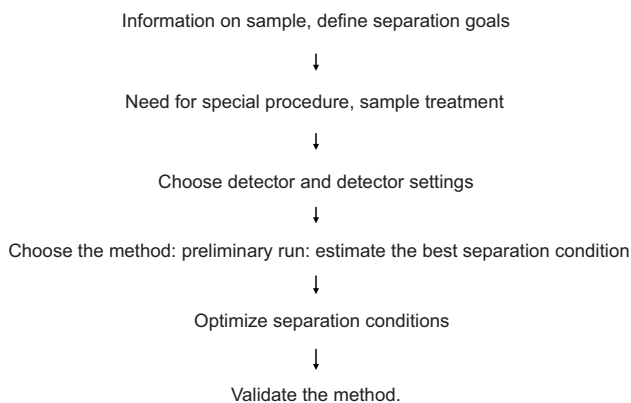 Information on sample, define separation goals
Need for special procedure, sample treatment
Choose detector and detector settings
Choose the method: preliminary run: estimate the best separation condition
Optimize separation conditions
Validate the method.